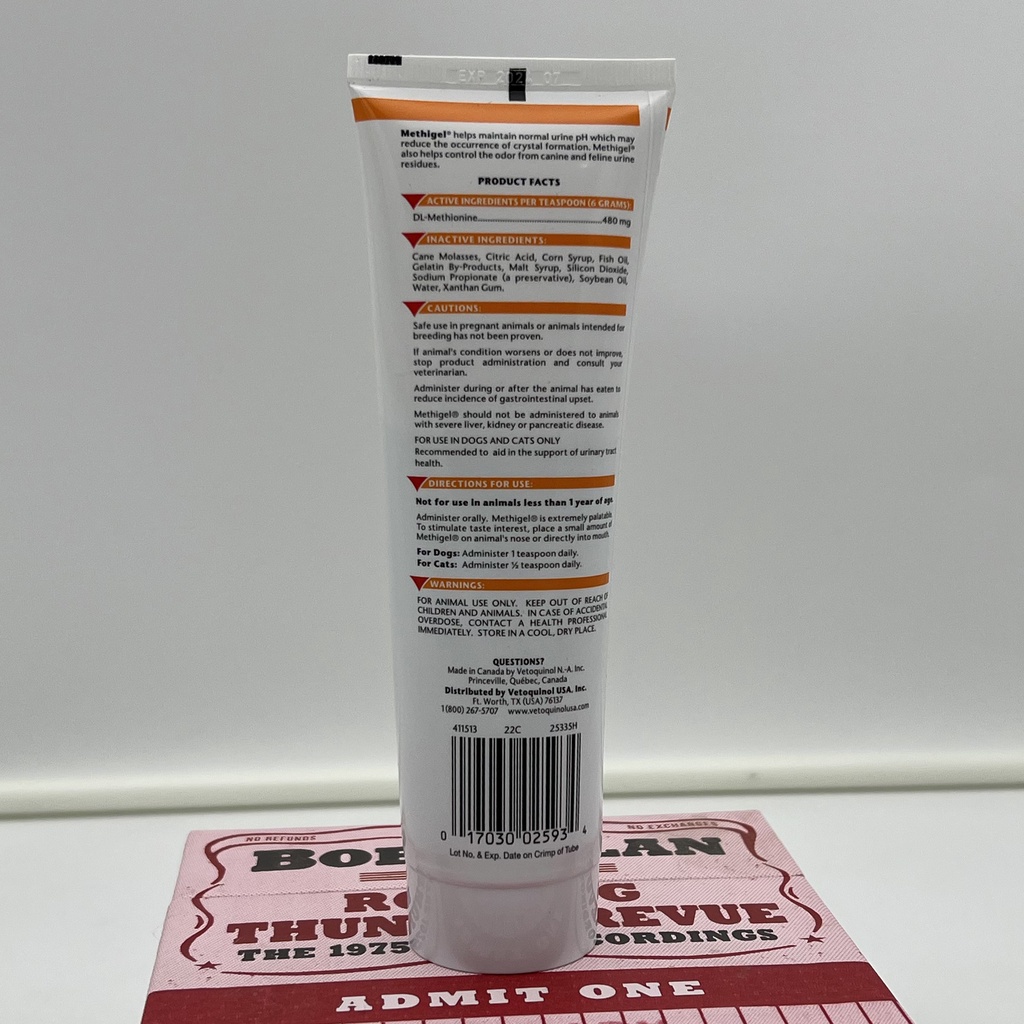 EXP 202 07
Methigel® helps maintain normal urine pH which may
reduce the occurrence of crystal formation. Methigel®
also helps control the odor from canine and feline urine
residues.
PRODUCT FACTS
ACTIVE INGREDIENTS PER TEASPOON (6 GRAMS):
DL-Methionine..........................................480 mg
INACTIVE INGREDIENTS:
Cane Molasses, Citric Acid, Corn Syrup, Fish Oil,
Gelatin By-Products, Malt Syrup, Silicon Dioxide,
Sodium Propionate (a preservative), Soybean Oil,
Water, Xanthan Gum.
CAUTIONS:
Safe use in pregnant animals or animals intended for
breeding has not been proven.
If animal's condition worsens or does not improve,
stop product administration and consult your
veterinarian.
Administer during or after the animal has eaten to
reduce incidence of gastrointestinal upset.
Methigel® should not be administered to animals
with severe liver, kidney or pancreatic disease.
FOR USE IN DOGS AND CATS ONLY
Recommended to aid in the support of urinary tract
health.
DIRECTIONS FOR USE:
Not for use in animals less than 1 year of age.
Administer orally. Methigel® is extremely palatable.
To stimulate taste interest, place a small amount of
Methigel® on animal's nose or directly into mouth.
For Dogs: Administer 1 teaspoon daily.
For Cats: Administer ½ teaspoon daily.
WARNINGS:
FOR ANIMAL USE ONLY. KEEP OUT OF REACH OF
CHILDREN AND ANIMALS. IN CASE OF ACCIDENTAL
OVERDOSE, CONTACT A HEALTH PROFESSIONAL
IMMEDIATELY. STORE IN A COOL, DRY PLACE.
QUESTIONS?
Made in Canada by Vetoquinol N.-A. Inc.
Princeville, Québec, Canada
Distributed by Vetoquinol USA, Inc.
Ft. Worth, TX (USA) 76137
1(800) 267-5707 www.vetoquinolusa.com
411513 22C 25335H
0 17030 02593 4
Lot No. & Exp. Date on Crimp of Tube
NO REFUNDS NO EXCHANGES
BOB LAN
RO G
THUN REVUE
THE 1975 CORDINGS
ADMIT ONE